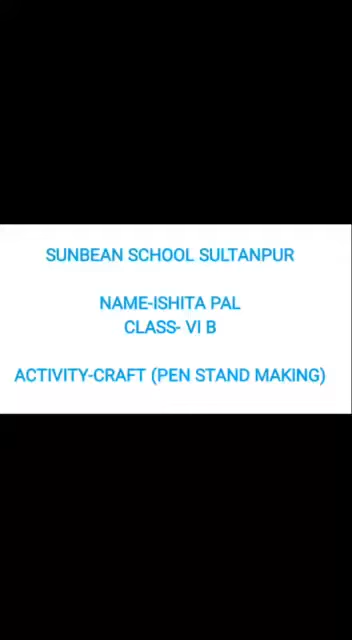 SUNBEAN SCHOOL SULTANPUR
NAME-ISHITA PAL
CLASS- VI B
ACTIVITY-CRAFT (PEN STAND MAKING)